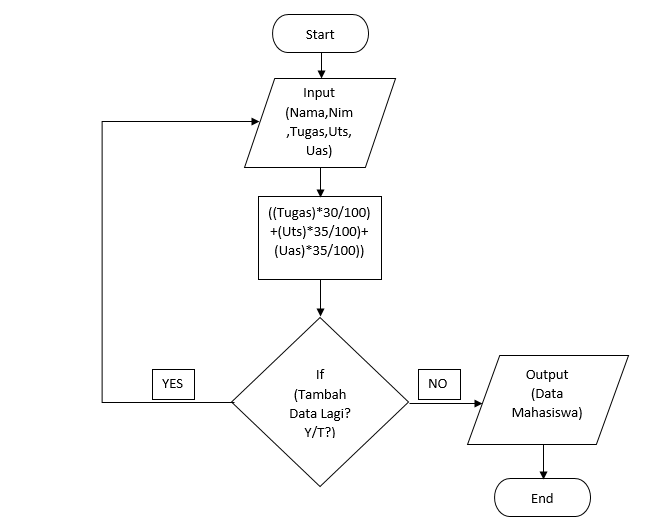 Start
Input
(Nama,Nim
,Tugas,Uts,
Uas)
((Tugas)*30/100)
+(Uts)*35/100)+
(Uas)*35/100))
If
(Tambah
Data Lagi?
Y/T?)
YES
NO
Output
(Data
Mahasiswa)
End